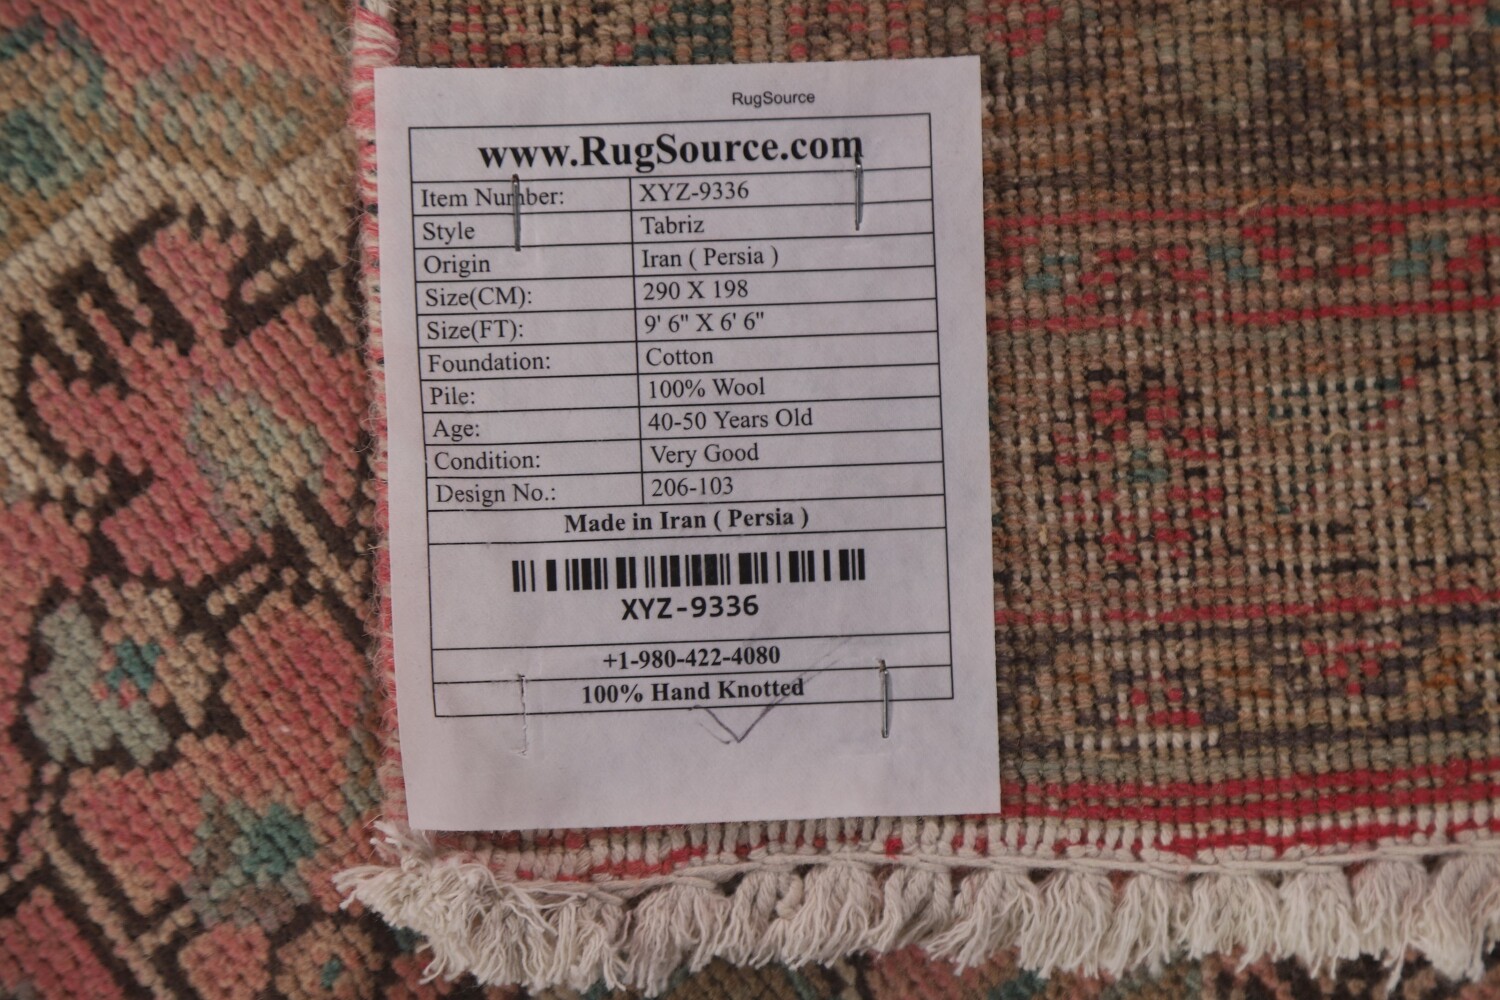 RugSource
www.RugSource.com
Item Number: XYZ-9336
Style Tabriz
Origin Iran ( Persia )
Size(CM): 290 X 198
Size(FT): 9' 6" X 6' 6"
Foundation: Cotton
Pile: 100% Wool
Age: 40-50 Years Old
Condition: Very Good
Design No.: 206-103
Made in Iran ( Persia )
XYZ-9336
+1-980-422-4080
100% Hand Knotted